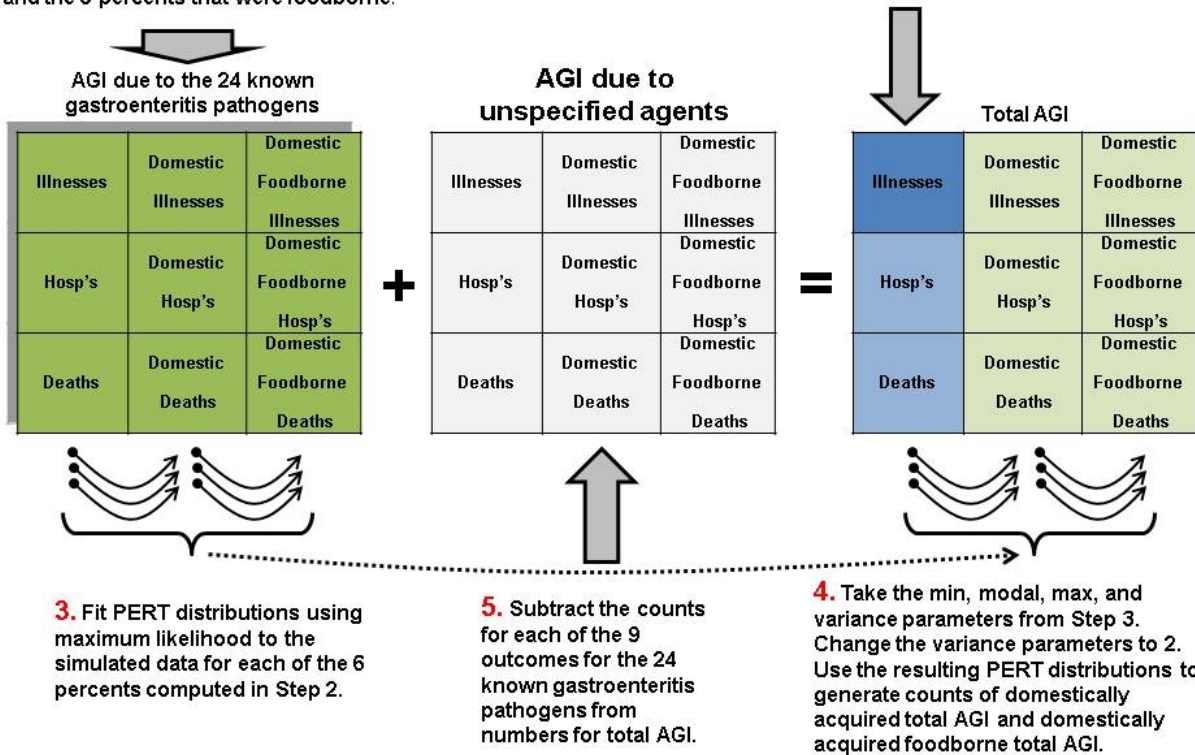 and the 6 percents that were foodborne.
AGI due to the 24 known
gastroenteritis pathogens
Illnesses
Domestic
Illnesses
Domestic
Foodborne
Illnesses
Hosp's
Domestic
Hosp's
Domestic
Foodborne
Hosp's
Deaths
Domestic
Deaths
Domestic
Foodborne
Deaths
+
AGI due to
unspecified agents
Illnesses
Domestic
Illnesses
Domestic
Foodborne
Illnesses
Hosp's
Domestic
Hosp's
Domestic
Foodborne
Hosp's
Deaths
Domestic
Deaths
Domestic
Foodborne
Deaths
=
Total AGI
Illnesses
Domestic
Illnesses
Domestic
Foodborne
Illnesses
Hosp's
Domestic
Hosp's
Domestic
Foodborne
Hosp's
Deaths
Domestic
Deaths
Domestic
Foodborne
Deaths
3. Fit PERT distributions using
maximum likelihood to the
simulated data for each of the 6
percents computed in Step 2.
5. Subtract the counts
for each of the 9
outcomes for the 24
known gastroenteritis
pathogens from
numbers for total AGI.
4. Take the min, modal, max, and
variance parameters from Step 3.
Change the variance parameters to 2.
Use the resulting PERT distributions to
generate counts of domestically
acquired total AGI and domestically
acquired foodborne total AGI.